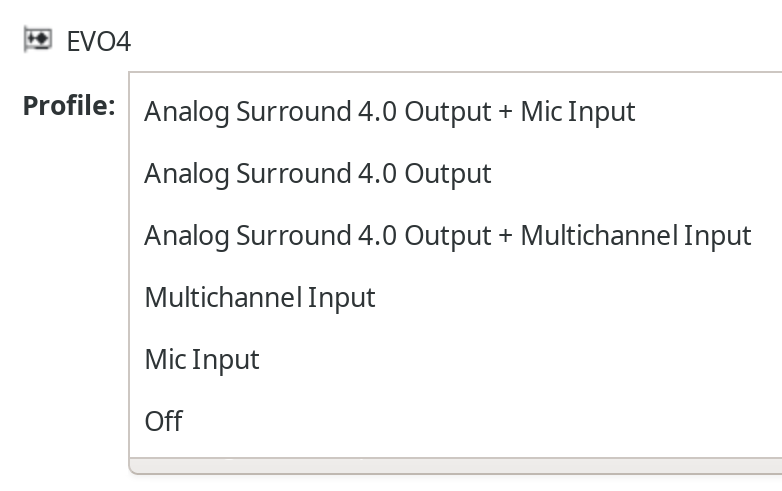 EVO4
Profile:
Analog Surround 4.0 Output + Mic Input
Analog Surround 4.0 Output
Analog Surround 4.0 Output + Multichannel Input
Multichannel Input
Mic Input
Off